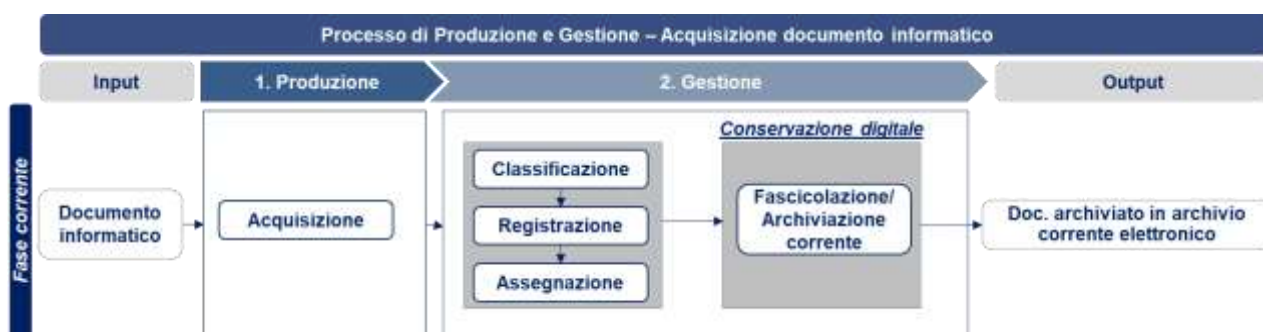 Processo di Produzione e Gestione – Acquisizione documento informatico
Input
1. Produzione
2. Gestione
Output
Fase corrente
Documento
informatico
Acquisizione
Classificazione
Registrazione
Assegnazione
Conservazione digitale
Fascicolazione/
Archiviazione
corrente
Doc. archiviato in archivio
corrente elettronico